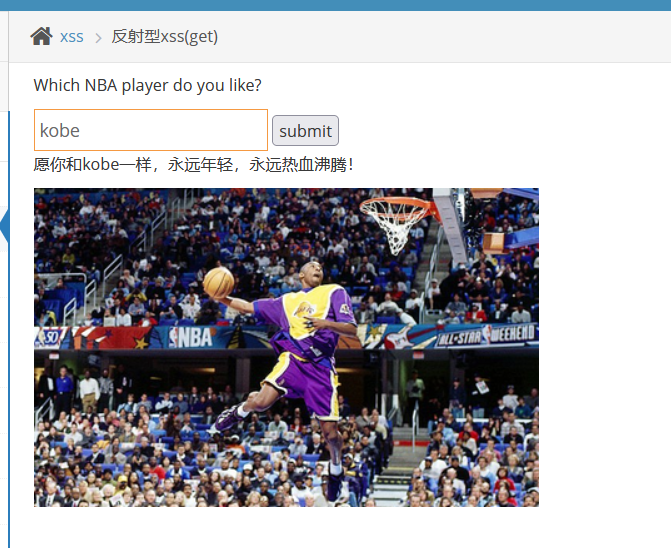 xss > 反射型xss(get)
Which NBA player do you like?
kobe submit
愿你和kobe一样，永远年轻，永远热血沸腾！
NBA ALL-STAR WEEKEND